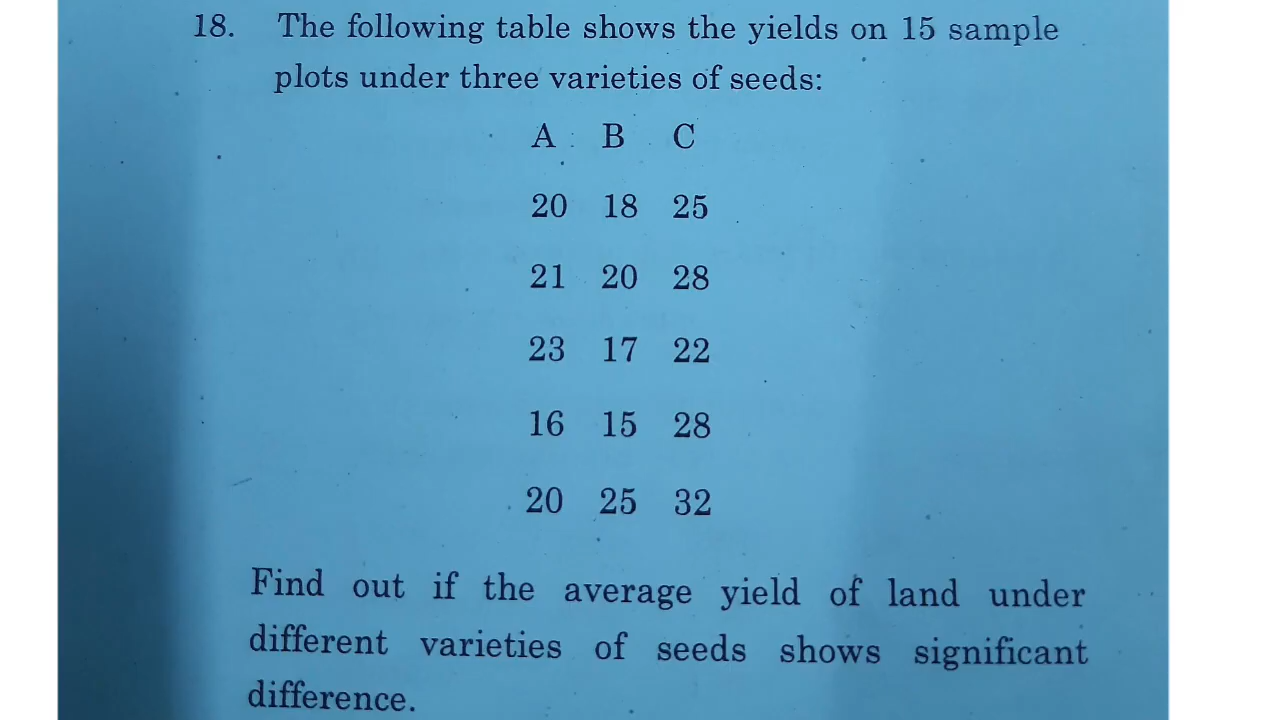 18. The following table shows the yields on 15 sample
plots under three varieties of seeds:
A B C
20 18 25
21 20 28
23 17 22
16 15 28
20 25 32
Find out if the average yield of land under
different varieties of seeds shows significant
difference.